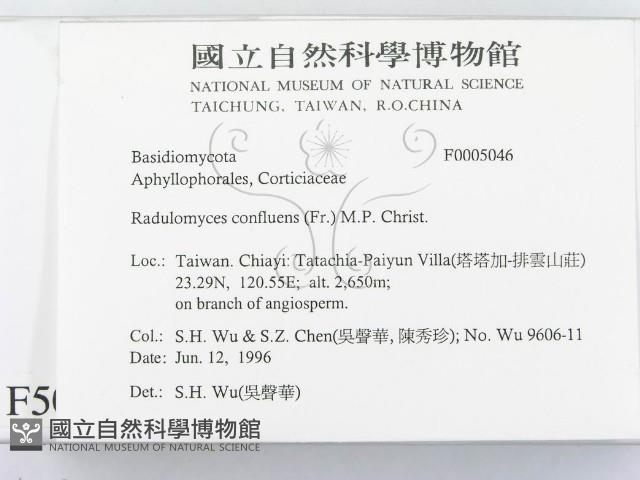 國立自然科學博物館
NATIONAL MUSEUM OF NATURAL SCIENCE
TAICHUNG, TAIWAN, R.O.CHINA
Basidiomycota F0005046
Aphyllophorales, Corticiaceae
Radulomyces confluens (Fr.) M.P. Christ.
Loc.: Taiwan. Chiayi: Tatachia-Paiyun Villa(塔塔加-排雲山莊)
23.29N, 120.55E; alt. 2,650m;
on branch of angiosperm.
Col.: S.H. Wu & S.Z. Chen(吳聲華, 陳秀珍); No. Wu 9606-11
Date: Jun. 12, 1996
Det.: S.H. Wu(吳聲華)
國立自然科學博物館
NATIONAL MUSEUM OF NATURAL SCIENCE